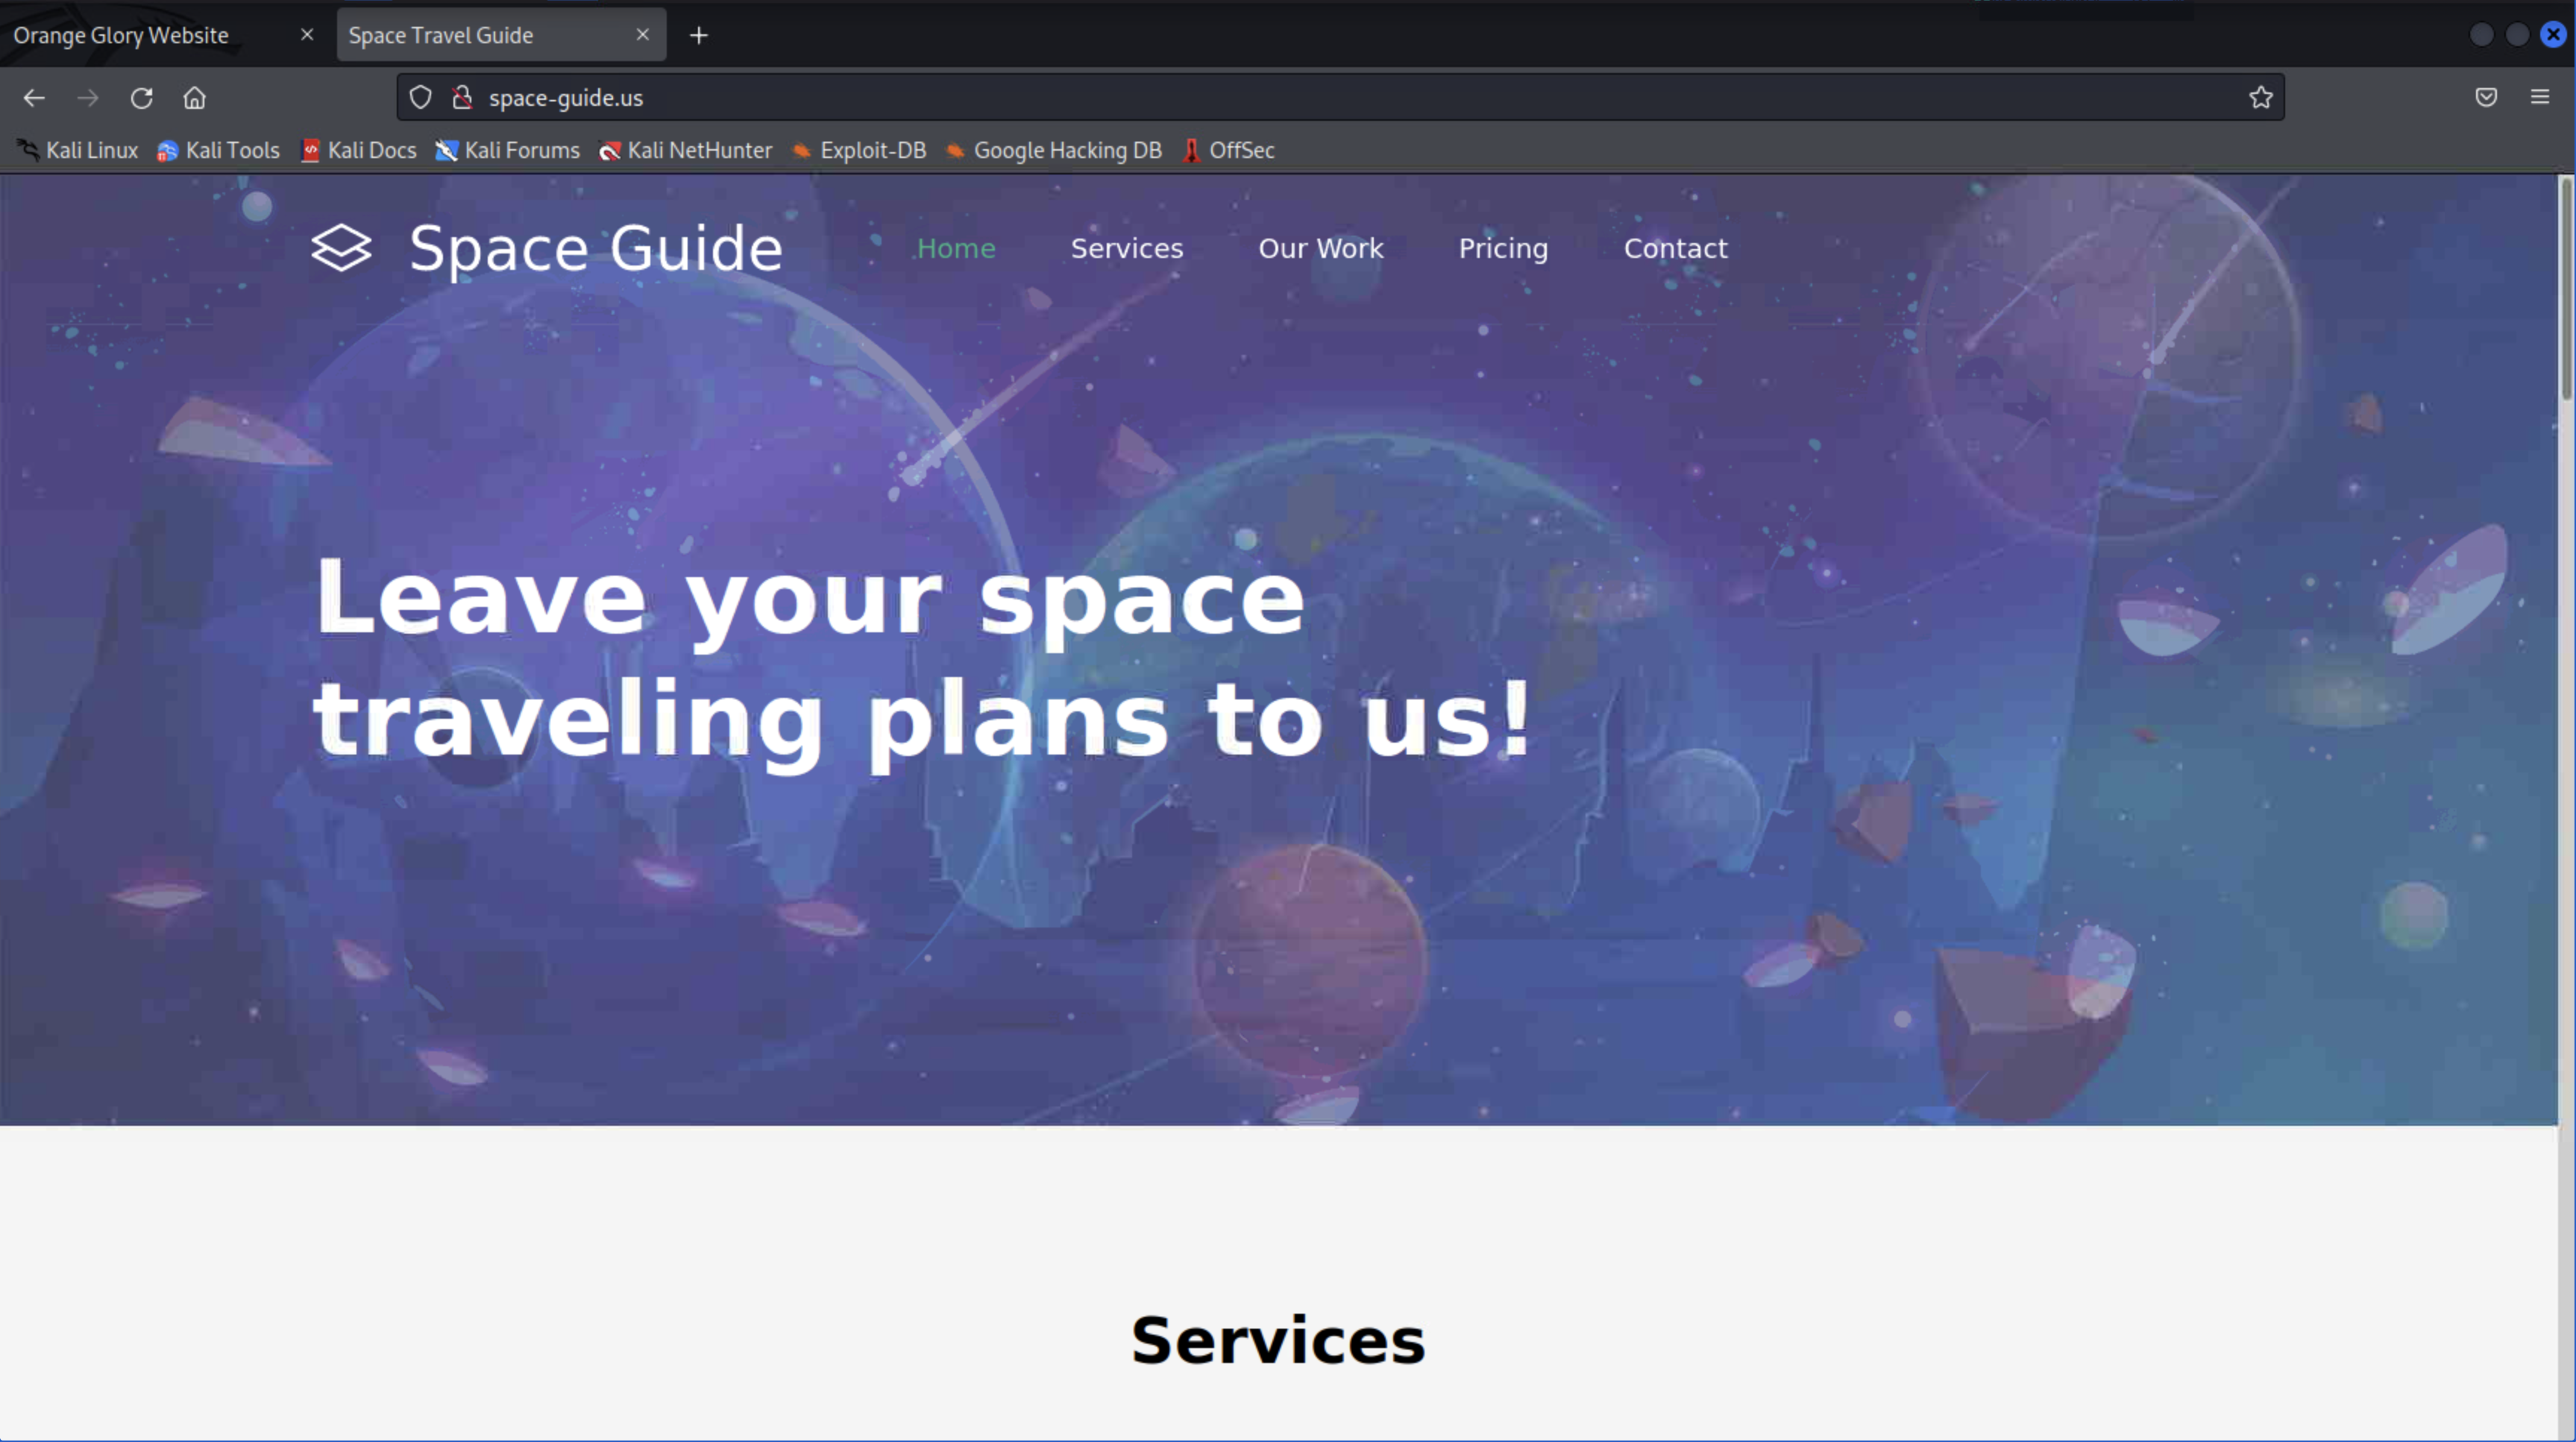 Orange Glory Website
Space Travel Guide
space-guide.us
Kali Linux Kali Tools Kali Docs Kali Forums Kali NetHunter Exploit-DB Google Hacking DB OffSec
Space Guide Home Services Our Work Pricing Contact
Leave your space
traveling plans to us!
Services